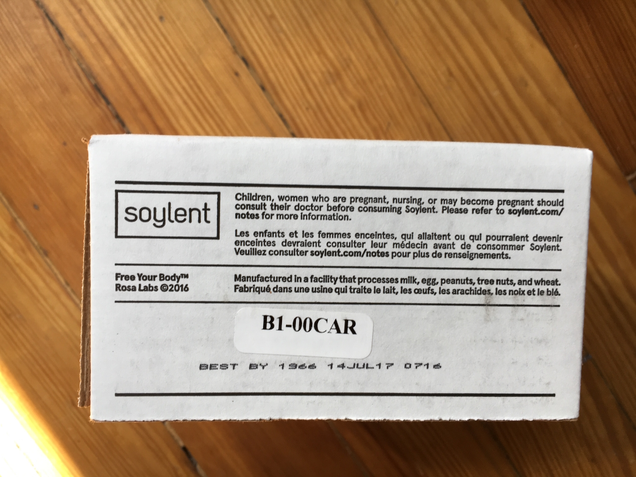 soylent
Children, women who are pregnant, nursing, or may become pregnant should
consult their doctor before consuming Soylent. Please refer to soylent.com/
notes for more information.
Les enfants et les femmes enceintes, qui allaitent ou qui pourraient devenir
enceintes devraient consulter leur médecin avant de consommer Soylent.
Veuillez consulter soylent.com/notes pour plus de renseignements.
Free Your Body™
Rosa Labs ©2016
Manufactured in a facility that processes milk, egg, peanuts, tree nuts, and wheat.
Fabriqué dans une usine qui traite le lait, les œufs, les arachides, les noix et le blé.
B1-00CAR
BEST BY 1966 14JUL17 0716